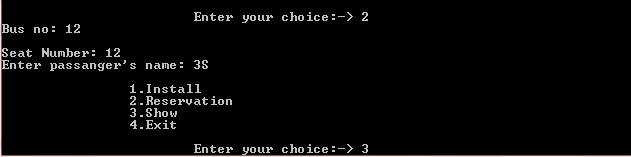 Enter your choice:-> 2
Bus no: 12
Seat Number: 12
Enter passanger's name: 3S
1.Install
2.Reservation
3.Show
4.Exit
Enter your choice:-> 3